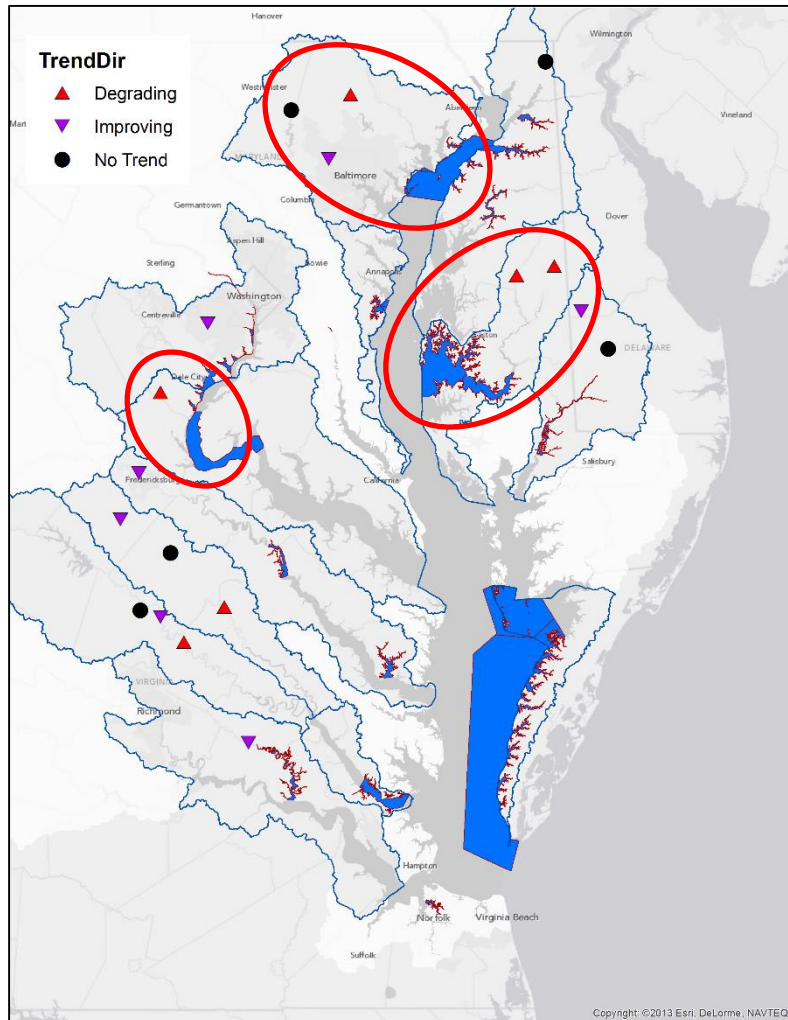 Hanover
TrendDir
Degrading
Improving
No Trend
Wilmington
Westminster
Aberdeen
Vineland
Mart
MARYLAND
Baltimore
Columbia
Germantown
Dover
Aspen Hill
Bowie
Sterling
Annapolis
Washington
Centreville
Easton
DELAWARE
Dale City
Salisbury
Fredericksburg
California
VIRGINIA
Richmond
Hampton
Norfolk
Virginia Beach
Suffolk
Copyright: ©2013 Esri, DeLorme, NAVTEQ